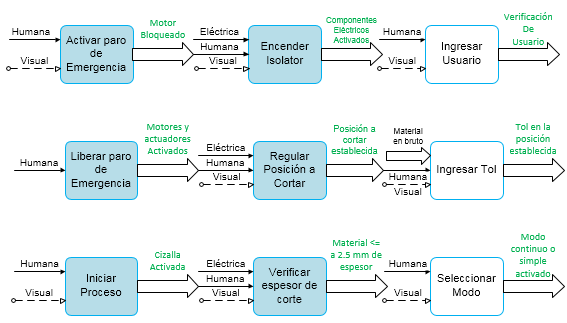 Humana
Visual
Activar paro
de
Emergencia
Motor
Bloqueado
Eléctrica
Humana
Visual
Encender
Isolator
Componentes
Eléctricos
Activados
Humana
Visual
Ingresar
Usuario
Verificación
De
Usuario
Humana
Liberar paro
de
Emergencia
Motores y
actuadores
Activados
Eléctrica
Humana
Visual
Regular
Posición a
Cortar
Posición a
cortar
establecida
Material
en bruto
Humana
Visual
Ingresar Tol
Tol en la
posición
establecida
Humana
Visual
Iniciar
Proceso
Cizalla
Activada
Eléctrica
Humana
Visual
Verificar
espesor de
corte
Material <=
a 2.5 mm de
espesor
Humana
Visual
Seleccionar
Modo
Modo
continuo o
simple
activado